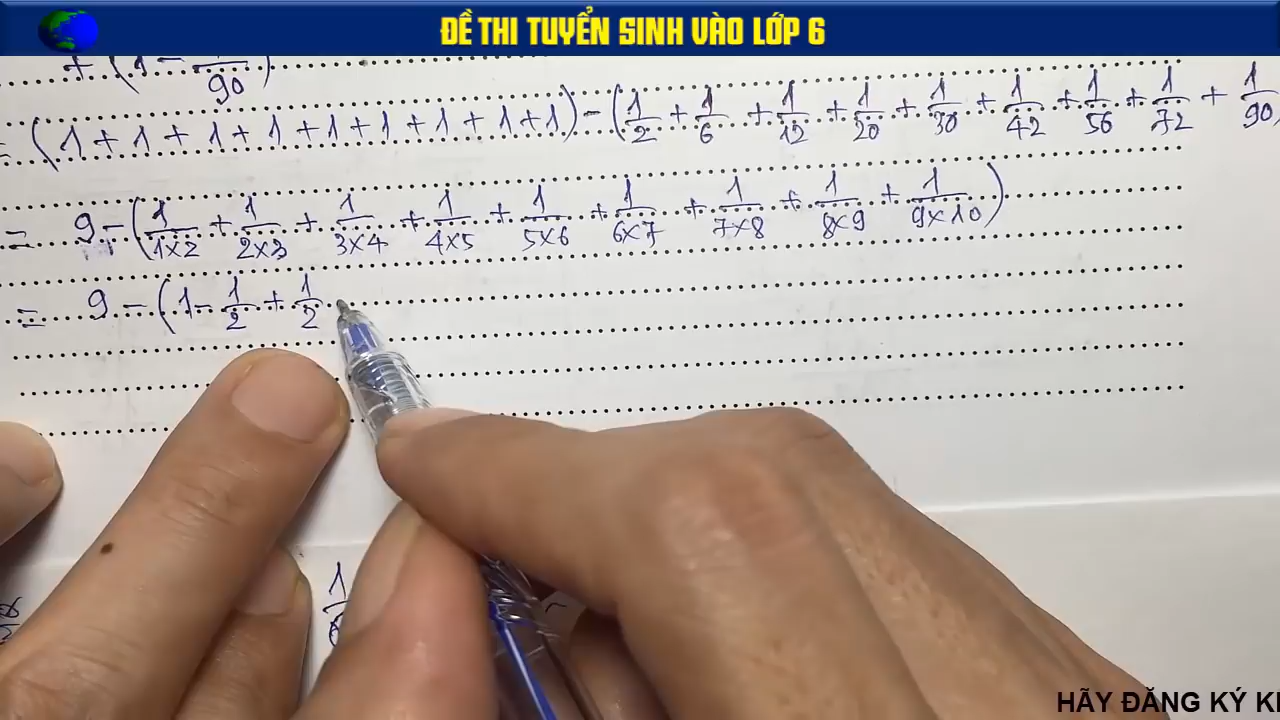 ĐỀ THI TUYỂN SINH VÀO LỚP 6
+ (1 - 1/90)
= (1 + 1 + 1 + 1 + 1 + 1 + 1 + 1 + 1) - (1/2 + 1/6 + 1/12 + 1/20 + 1/30 + 1/42 + 1/56 + 1/72 + 1/90)
= 9 - (1/1×2 + 1/2×3 + 1/3×4 + 1/4×5 + 1/5×6 + 1/6×7 + 1/7×8 + 1/8×9 + 1/9×10)
= 9 - (1 - 1/2 + 1/2
HÃY ĐĂNG KÝ